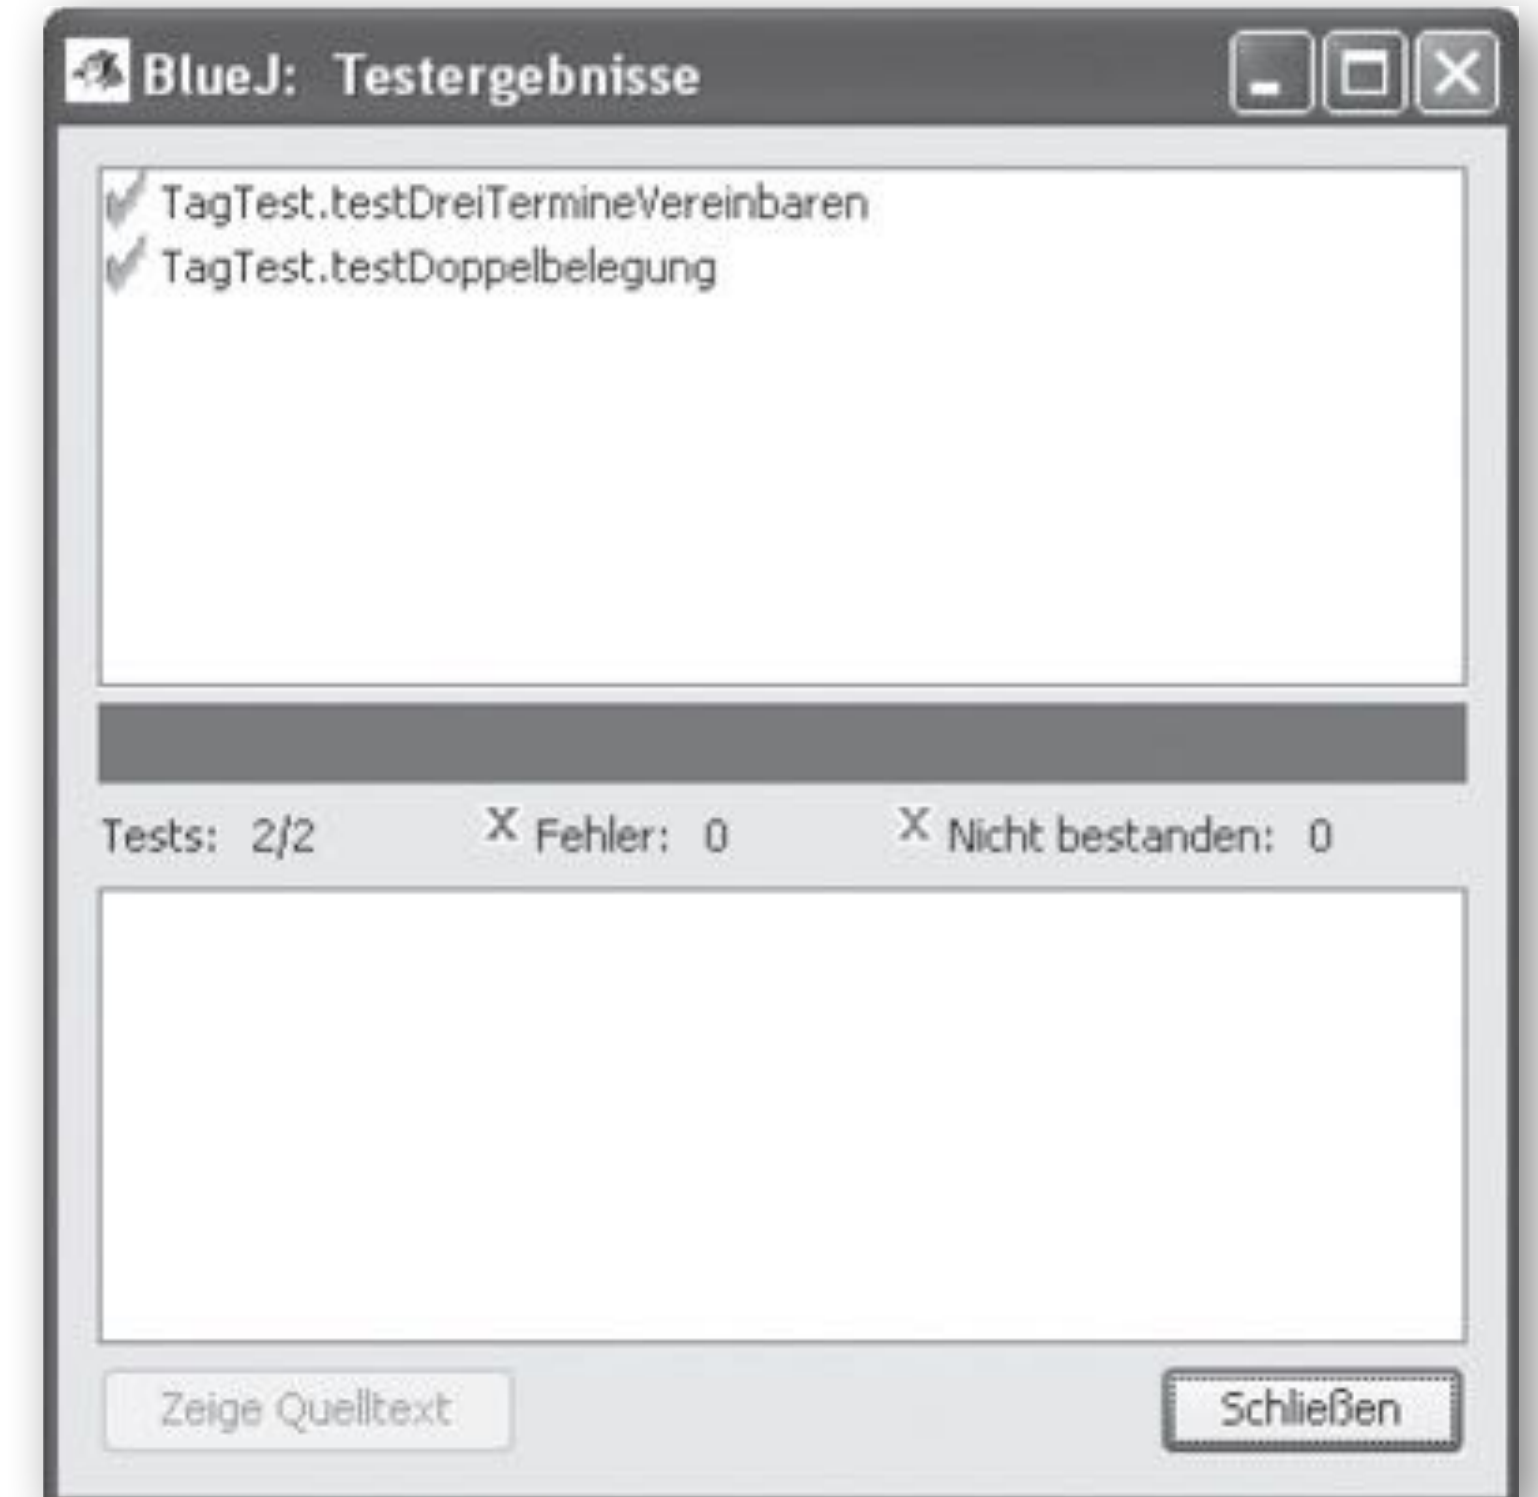 BlueJ: Testergebnisse
TagTest.testDreiTermineVereinbaren
TagTest.testDoppelbelegung
Tests: 2/2 X Fehler: 0 X Nicht bestanden: 0
Zeige Quelltext Schließen